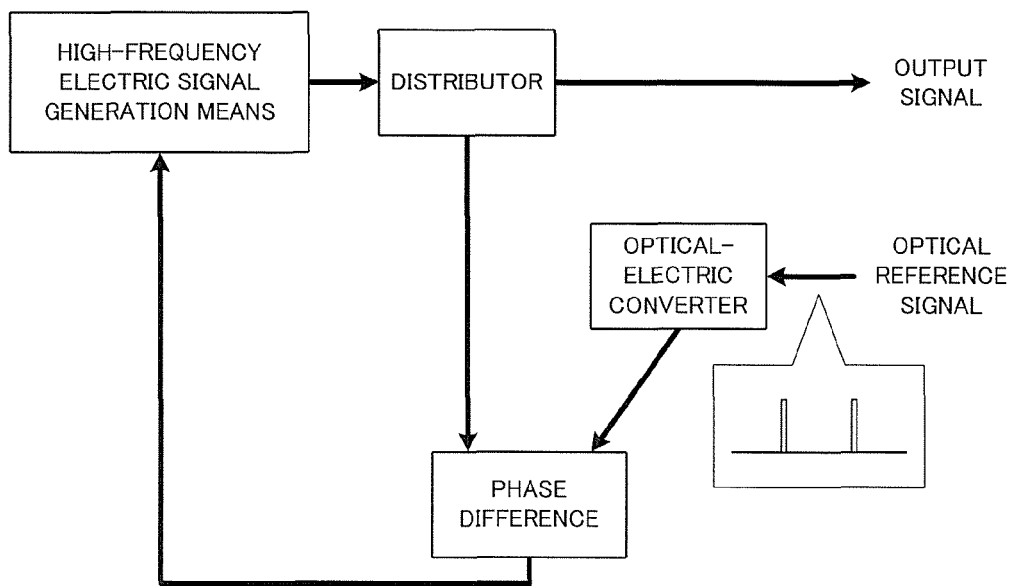 HIGH-FREQUENCY
ELECTRIC SIGNAL
GENERATION MEANS
DISTRIBUTOR
OUTPUT
SIGNAL
OPTICAL-
ELECTRIC
CONVERTER
OPTICAL
REFERENCE
SIGNAL
PHASE
DIFFERENCE